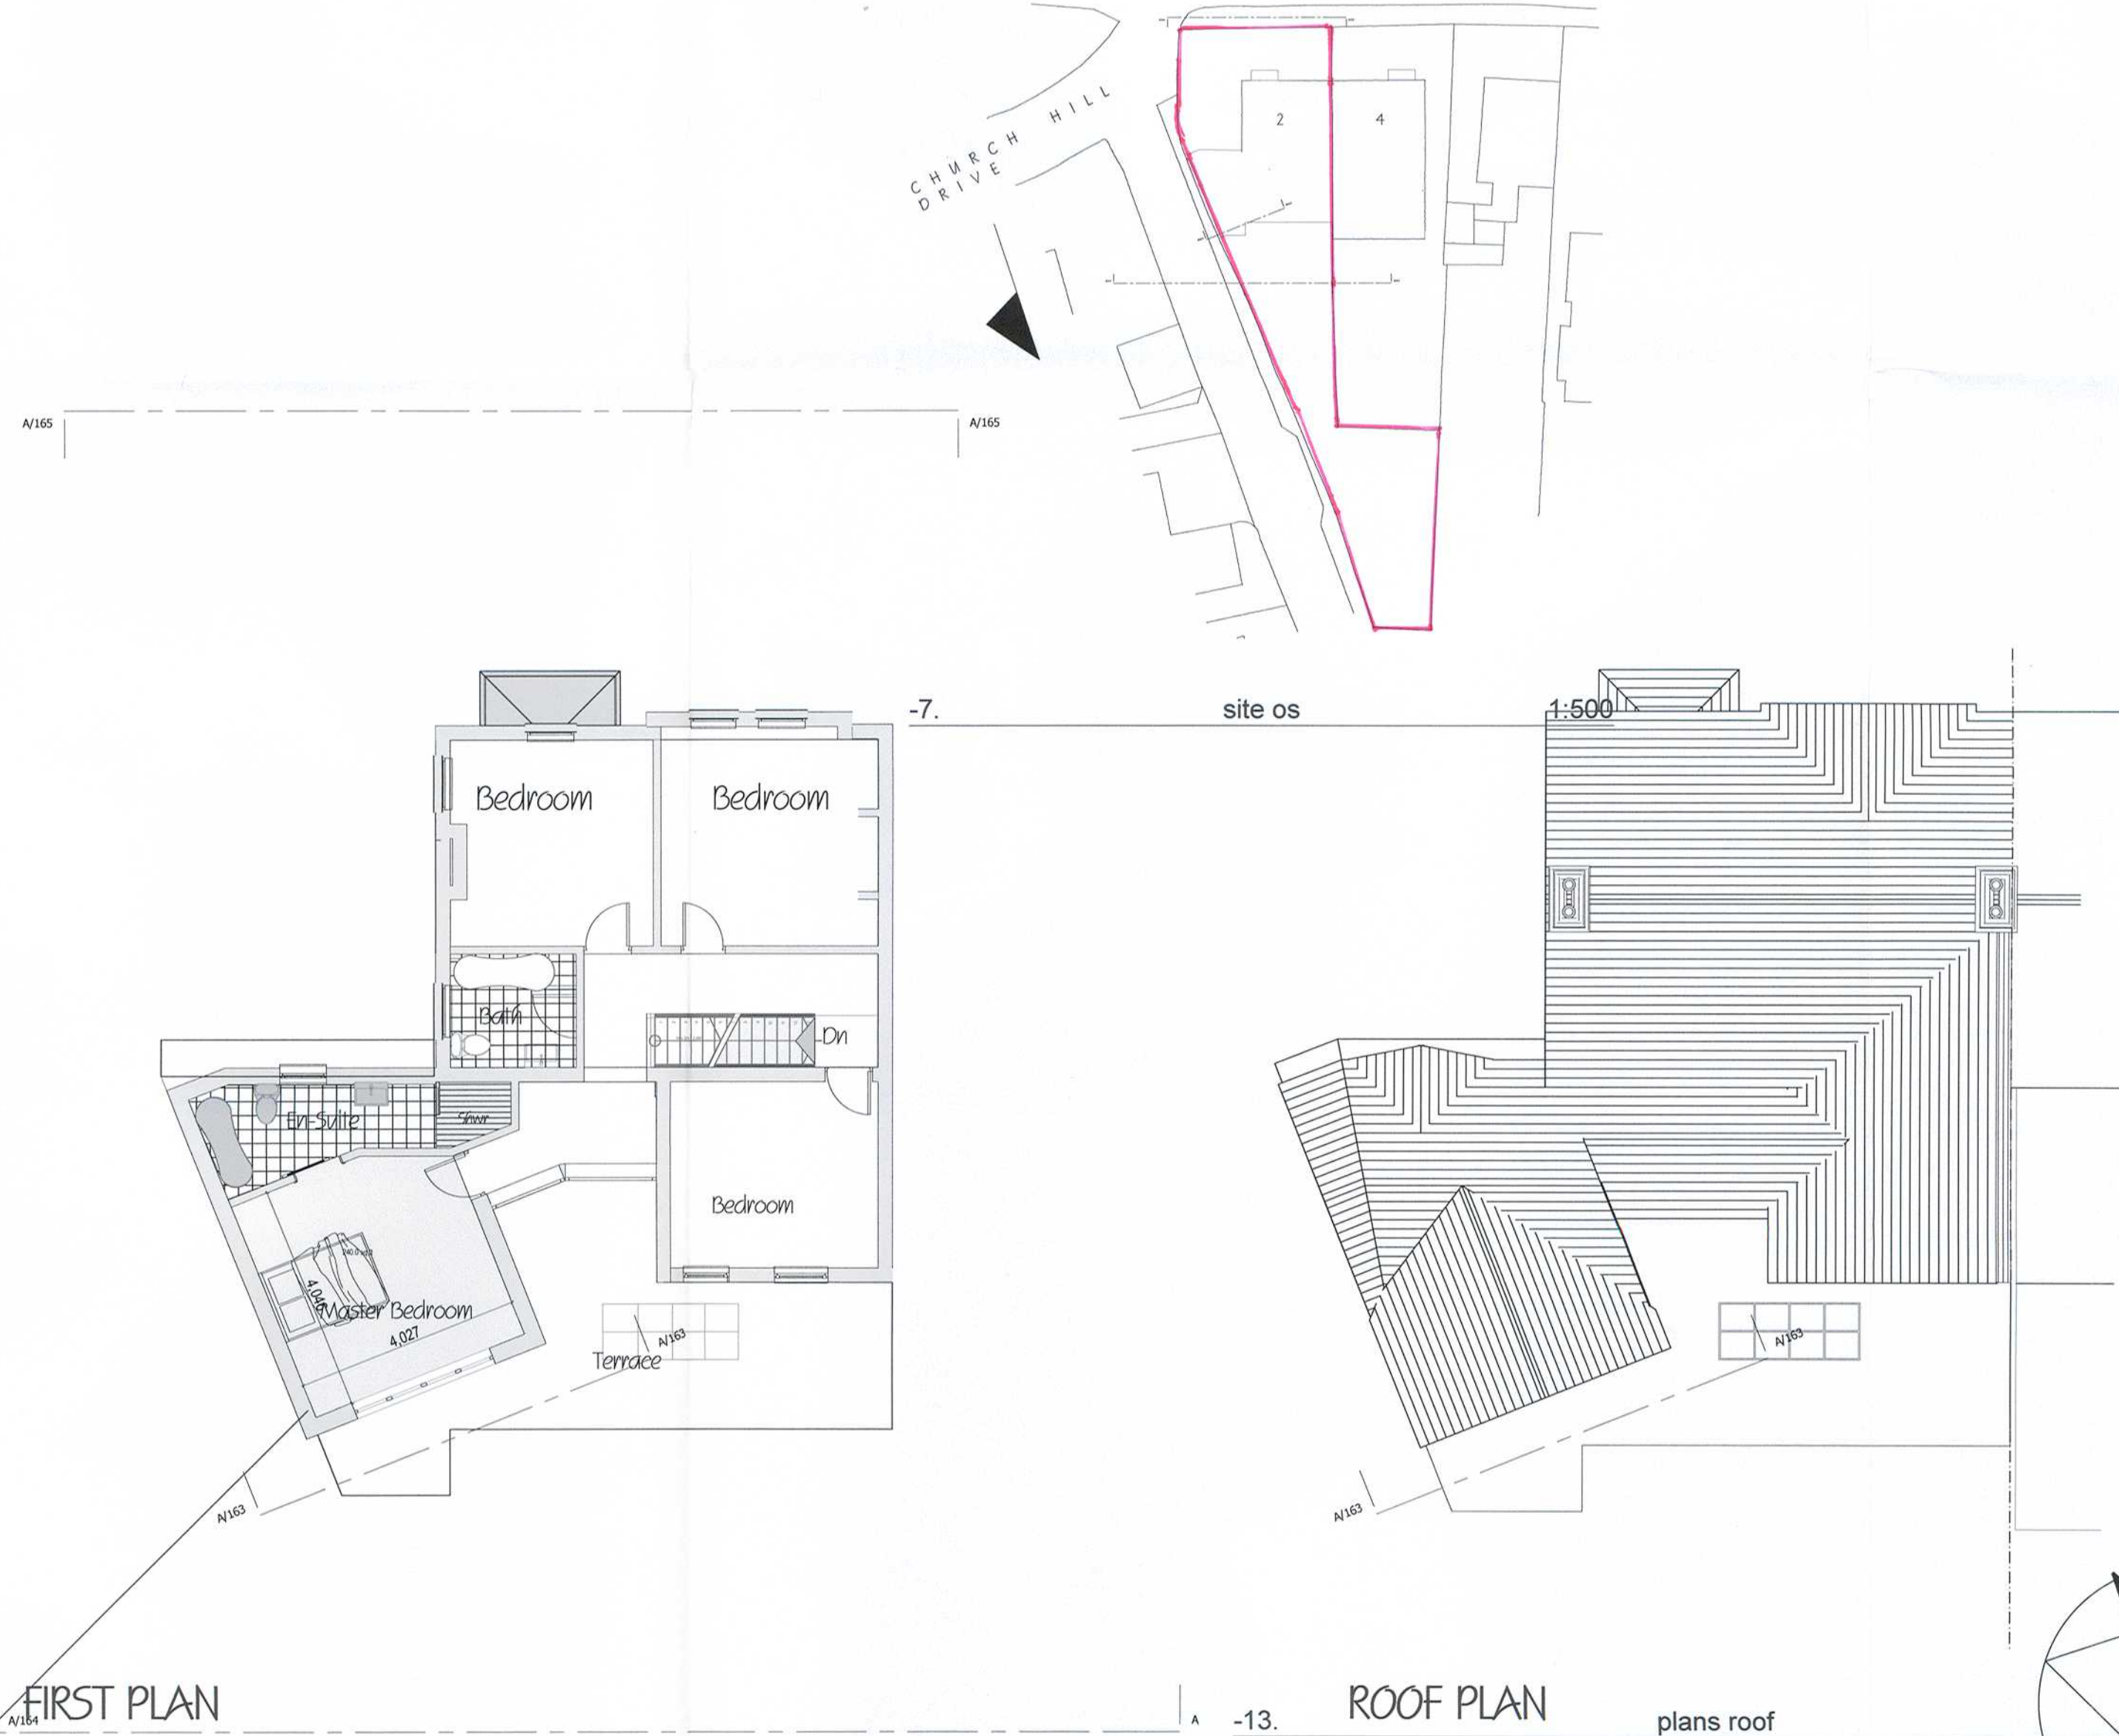 CHURCH HILL
DRIVE
2
4
A/165
A/165
-7.
site os
1:500
Bedroom
Bedroom
Bath
Dn
En-Suite
Shwr
Bedroom
4,046
Master Bedroom
4,027
A/163
Terrace
A/163
A/163
A/163
FIRST PLAN
A/164
A
-13.
ROOF PLAN
plans roof